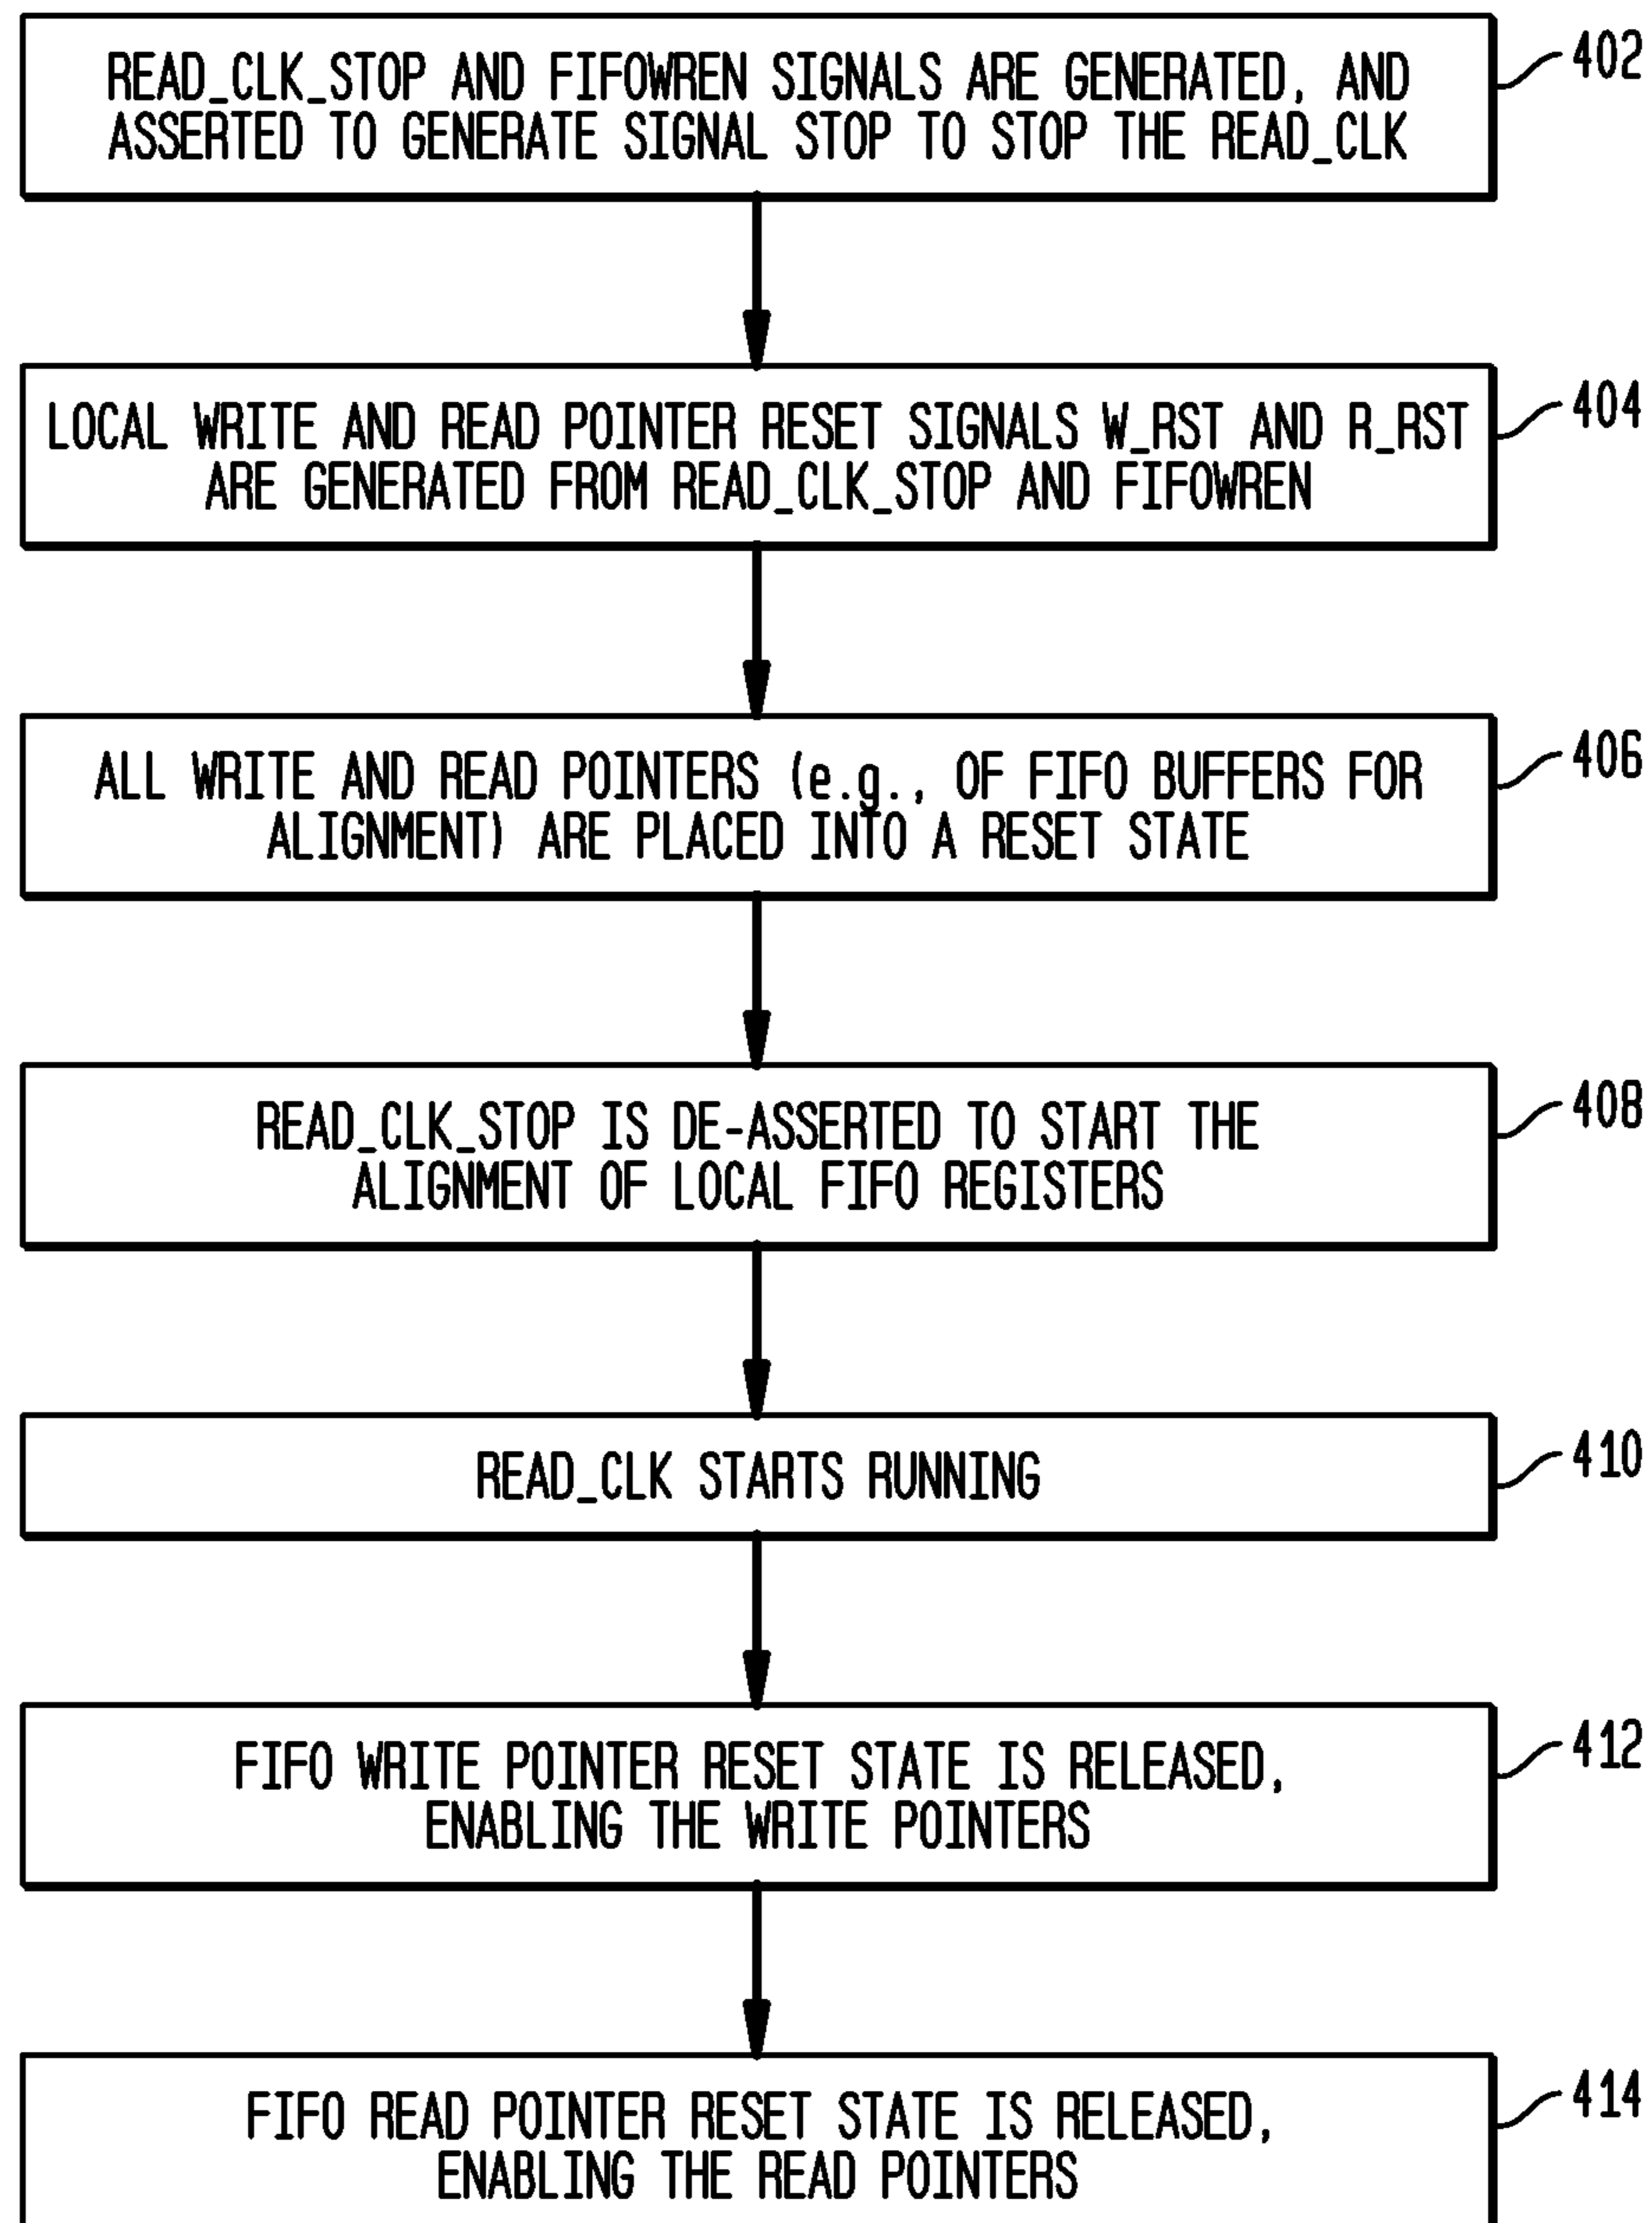 READ_CLK_STOP AND FIFOWREN SIGNALS ARE GENERATED, AND
ASSERTED TO GENERATE SIGNAL STOP TO STOP THE READ_CLK
402
LOCAL WRITE AND READ POINTER RESET SIGNALS W_RST AND R_RST
ARE GENERATED FROM READ_CLK_STOP AND FIFOWREN
404
ALL WRITE AND READ POINTERS (e.g., OF FIFO BUFFERS FOR
ALIGNMENT) ARE PLACED INTO A RESET STATE
406
READ_CLK_STOP IS DE-ASSERTED TO START THE
ALIGNMENT OF LOCAL FIFO REGISTERS
408
READ_CLK STARTS RUNNING
410
FIFO WRITE POINTER RESET STATE IS RELEASED,
ENABLING THE WRITE POINTERS
412
FIFO READ POINTER RESET STATE IS RELEASED,
ENABLING THE READ POINTERS
414